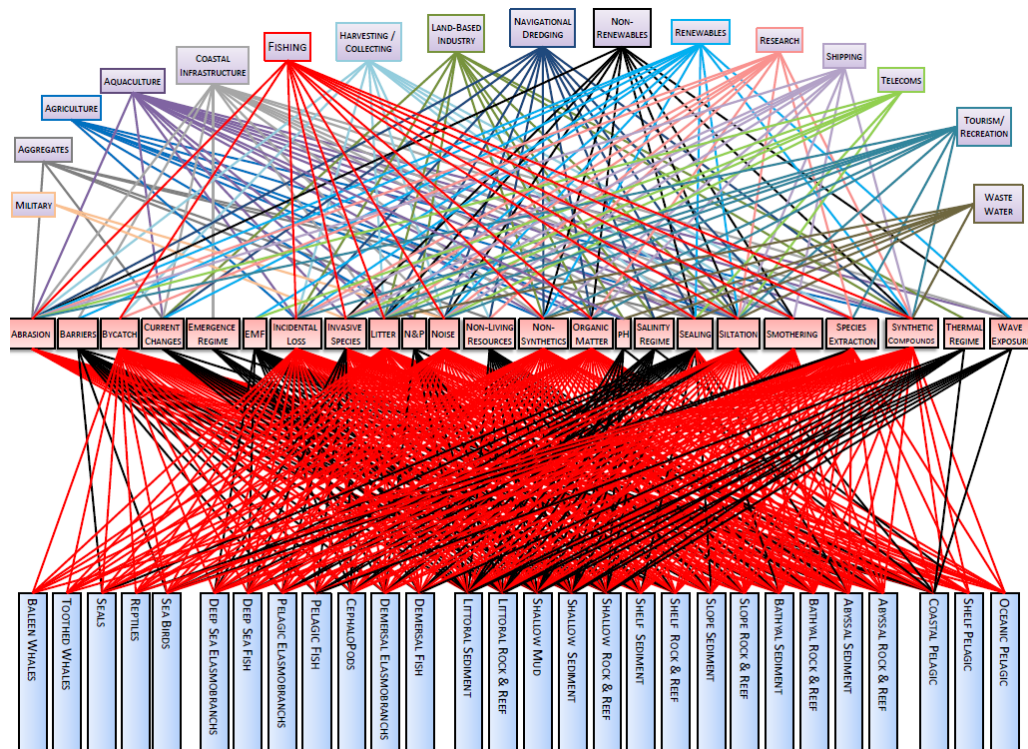 NAVIGATIONAL
DREDGING
NON-
RENEWABLES
LAND-BASED
INDUSTRY
HARVESTING /
COLLECTING
RENEWABLES
RESEARCH
FISHING
COASTAL
INFRASTRUCTURE
SHIPPING
AQUACULTURE
TELECOMS
AGRICULTURE
TOURISM/
RECREATION
AGGREGATES
MILITARY
WASTE
WATER
ABRASION
BARRIERS
BYCATCH
CURRENT
CHANGES
EMERGENCE
REGIME
EMF
INCIDENTAL
LOSS
INVASIVE
SPECIES
LITTER
N&P
NOISE
NON-LIVING
RESOURCES
NON-
SYNTHETICS
ORGANIC
MATTER
PH
SALINITY
REGIME
SEALING
SILTATION
SMOTHERING
SPECIES
EXTRACTION
SYNTHETIC
COMPOUNDS
THERMAL
REGIME
WAVE
EXPOSURE
BALEEN WHALES
TOOTHED WHALES
SEALS
REPTILES
SEA BIRDS
DEEP SEA ELASMOBRANCHS
DEEP SEA FISH
PELAGIC ELASMOBRANCHS
PELAGIC FISH
CEPHALOPODS
DEMERSAL ELASMOBRANCHS
DEMERSAL FISH
LITTORAL SEDIMENT
LITTORAL ROCK & REEF
SHALLOW MUD
SHALLOW SEDIMENT
SHALLOW ROCK & REEF
SHELF SEDIMENT
SHELF ROCK & REEF
SLOPE SEDIMENT
SLOPE ROCK & REEF
BATHYAL SEDIMENT
BATHYAL ROCK & REEF
ABYSSAL SEDIMENT
ABYSSAL ROCK & REEF
COASTAL PELAGIC
SHELF PELAGIC
OCEANIC PELAGIC